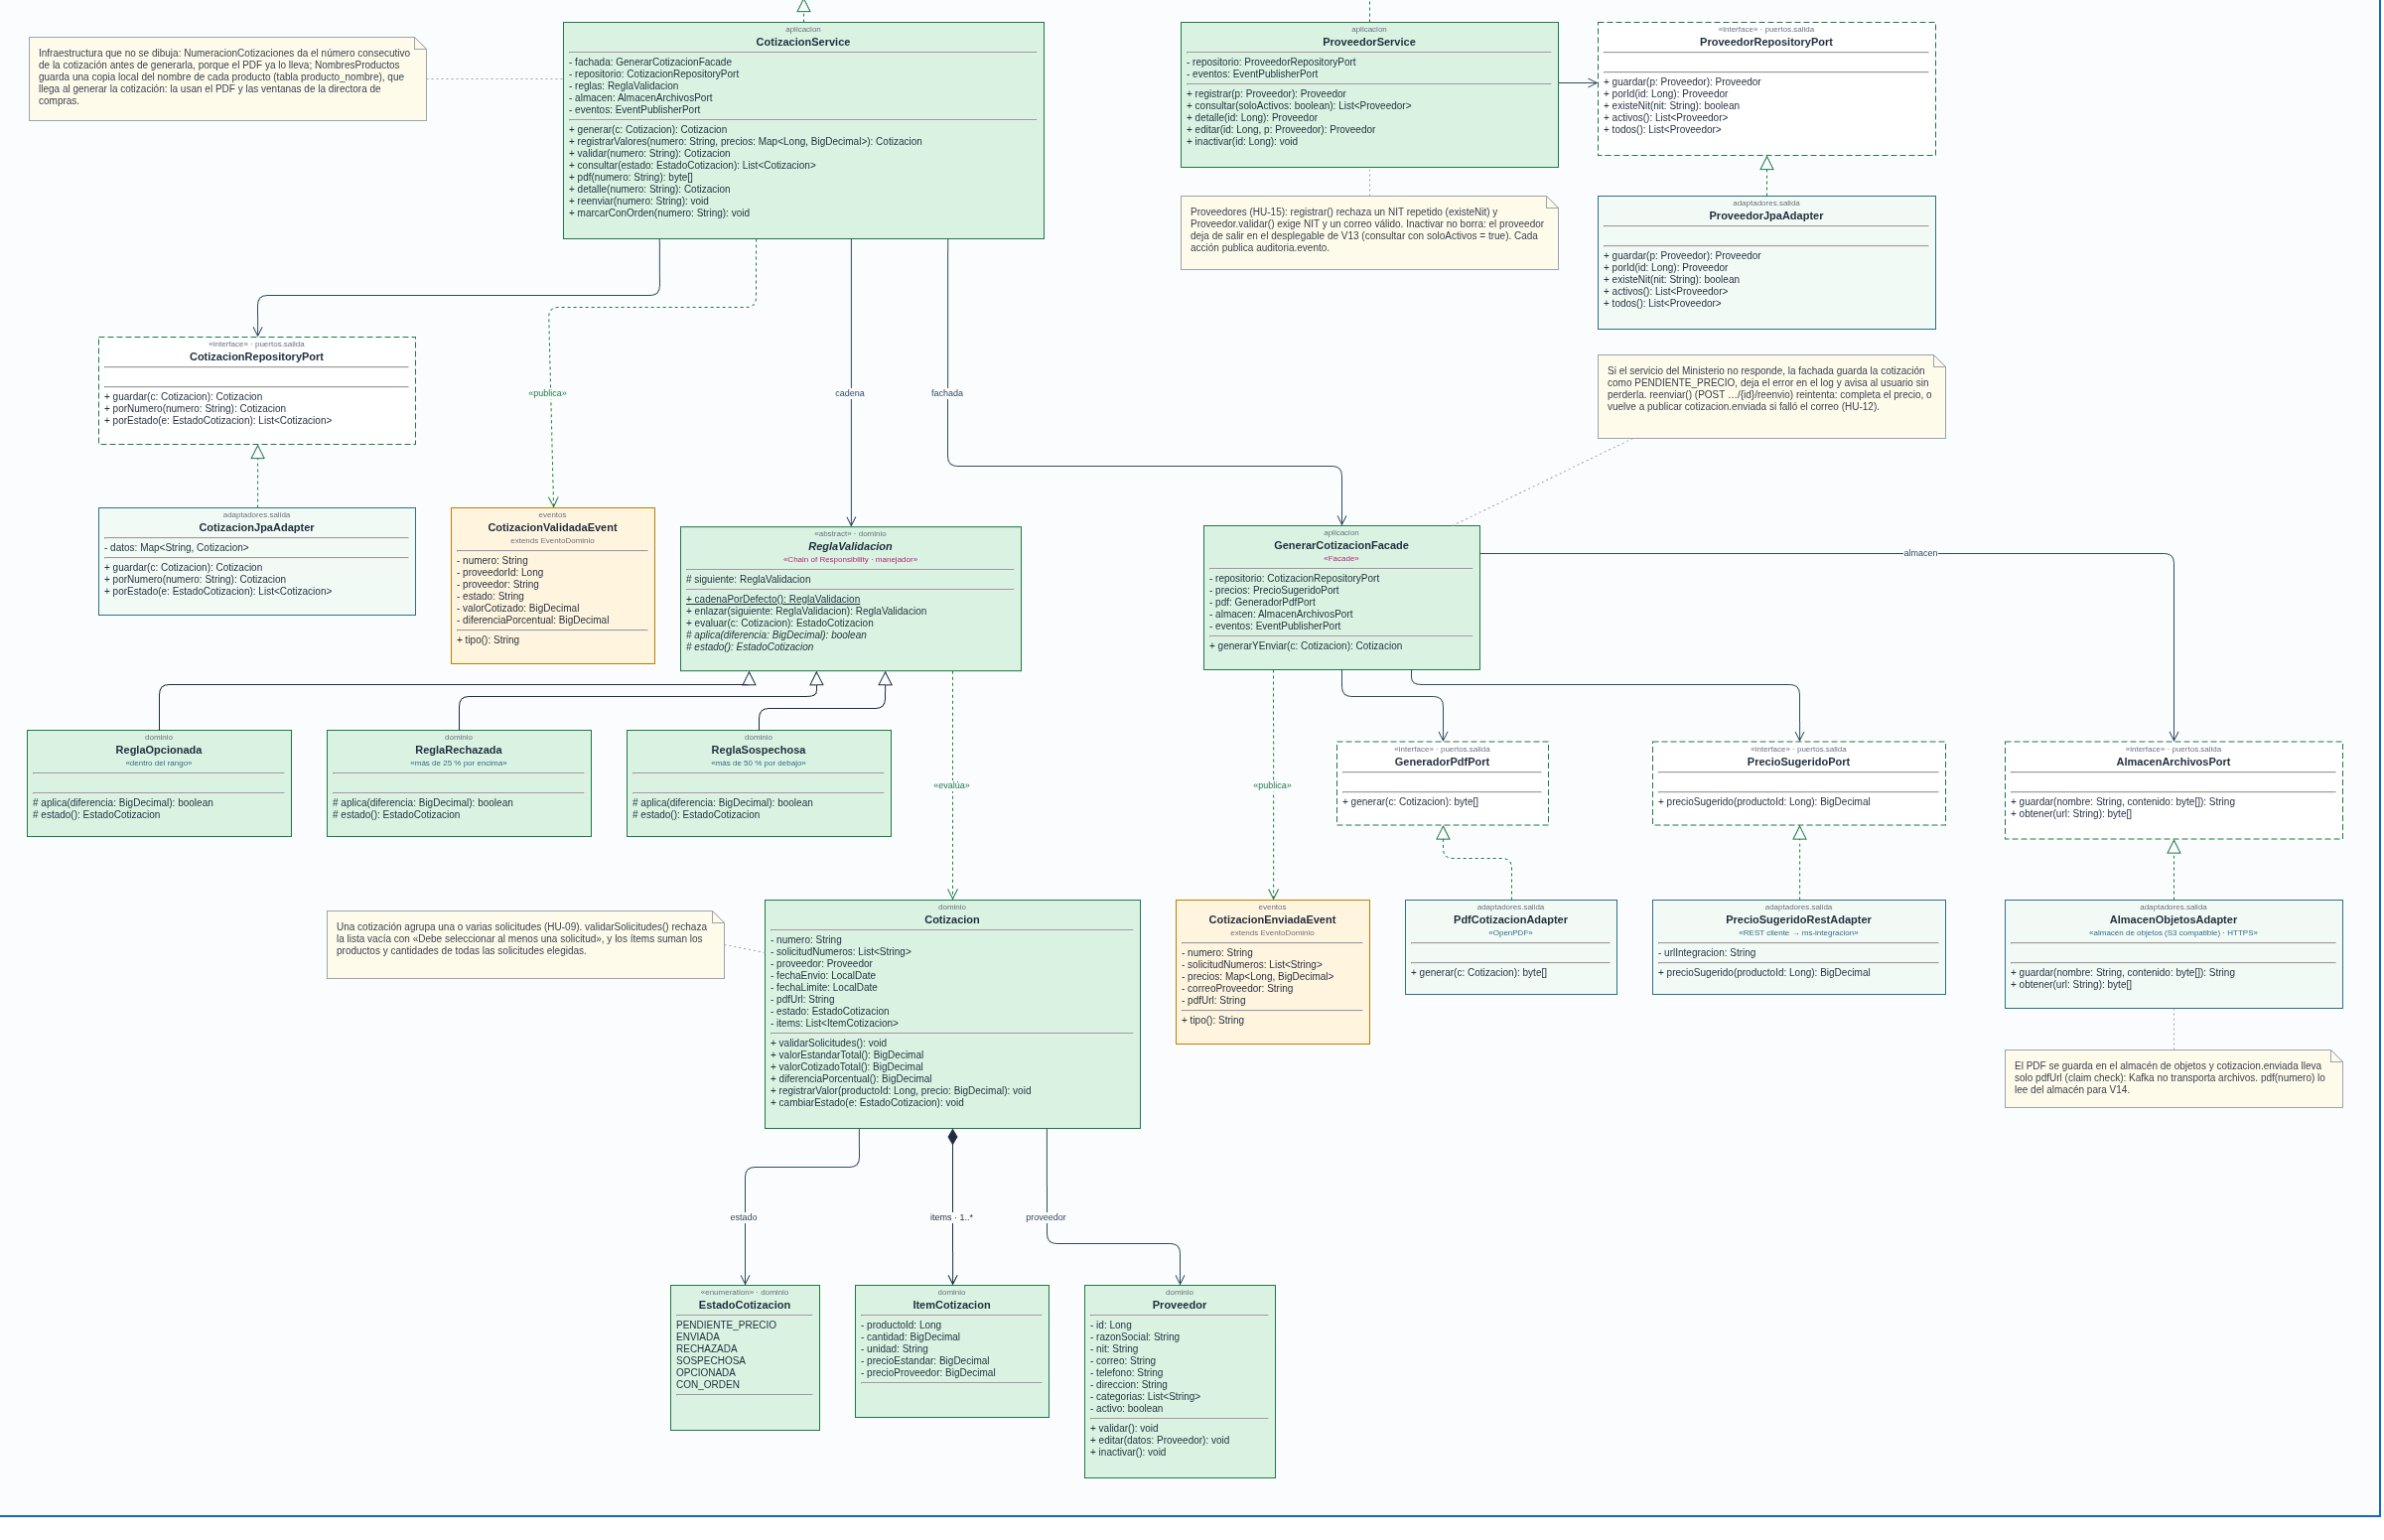 Infraestructura que no se dibuja: NumeracionCotizaciones da el número consecutivo
de la cotización antes de generarla, porque el PDF ya lo lleva; NombresProductos
guarda una copia local del nombre de cada producto (tabla producto_nombre), que
llega al generar la cotización: la usan el PDF y las ventanas de la directora de
compras.
aplicacion
CotizacionService
- fachada: GenerarCotizacionFacade
- repositorio: CotizacionRepositoryPort
- reglas: ReglaValidacion
- almacen: AlmacenArchivosPort
- eventos: EventPublisherPort
+ generar(c: Cotizacion): Cotizacion
+ registrarValores(numero: String, precios: Map<Long, BigDecimal>): Cotizacion
+ validar(numero: String): Cotizacion
+ consultar(estado: EstadoCotizacion): List<Cotizacion>
+ pdf(numero: String): byte[]
+ detalle(numero: String): Cotizacion
+ reenviar(numero: String): void
+ marcarConOrden(numero: String): void
aplicacion
ProveedorService
- repositorio: ProveedorRepositoryPort
- eventos: EventPublisherPort
+ registrar(p: Proveedor): Proveedor
+ consultar(soloActivos: boolean): List<Proveedor>
+ detalle(id: Long): Proveedor
+ editar(id: Long, p: Proveedor): Proveedor
+ inactivar(id: Long): void
«interface» · puertos.salida
ProveedorRepositoryPort
+ guardar(p: Proveedor): Proveedor
+ porId(id: Long): Proveedor
+ existeNit(nit: String): boolean
+ activos(): List<Proveedor>
+ todos(): List<Proveedor>
Proveedores (HU-15): registrar() rechaza un NIT repetido (existeNit) y
Proveedor.validar() exige NIT y un correo válido. Inactivar no borra: el proveedor
deja de salir en el desplegable de V13 (consultar con soloActivos = true). Cada
acción publica auditoria.evento.
adaptadores.salida
ProveedorJpaAdapter
+ guardar(p: Proveedor): Proveedor
+ porId(id: Long): Proveedor
+ existeNit(nit: String): boolean
+ activos(): List<Proveedor>
+ todos(): List<Proveedor>
«interface» · puertos.salida
CotizacionRepositoryPort
+ guardar(c: Cotizacion): Cotizacion
+ porNumero(numero: String): Cotizacion
+ porEstado(e: EstadoCotizacion): List<Cotizacion>
«publica»
cadena
fachada
Si el servicio del Ministerio no responde, la fachada guarda la cotización
como PENDIENTE_PRECIO, deja el error en el log y avisa al usuario sin
perderla. reenviar() (POST …/{id}/reenvio) reintenta: completa el precio, o
vuelve a publicar cotizacion.enviada si falló el correo (HU-12).
adaptadores.salida
CotizacionJpaAdapter
- datos: Map<String, Cotizacion>
+ guardar(c: Cotizacion): Cotizacion
+ porNumero(numero: String): Cotizacion
+ porEstado(e: EstadoCotizacion): List<Cotizacion>
eventos
CotizacionValidadaEvent
extends EventoDominio
- numero: String
- proveedorId: Long
- proveedor: String
- estado: String
- valorCotizado: BigDecimal
- diferenciaPorcentual: BigDecimal
+ tipo(): String
«abstract» · dominio
ReglaValidacion
«Chain of Responsibility · manejador»
# siguiente: ReglaValidacion
+ cadenaPorDefecto(): ReglaValidacion
+ enlazar(siguiente: ReglaValidacion): ReglaValidacion
+ evaluar(c: Cotizacion): EstadoCotizacion
# aplica(diferencia: BigDecimal): boolean
# estado(): EstadoCotizacion
aplicacion
GenerarCotizacionFacade
«Facade»
- repositorio: CotizacionRepositoryPort
- precios: PrecioSugeridoPort
- pdf: GeneradorPdfPort
- almacen: AlmacenArchivosPort
- eventos: EventPublisherPort
+ generarYEnviar(c: Cotizacion): Cotizacion
almacen
dominio
ReglaOpcionada
«dentro del rango»
# aplica(diferencia: BigDecimal): boolean
# estado(): EstadoCotizacion
dominio
ReglaRechazada
«más de 25 % por encima»
# aplica(diferencia: BigDecimal): boolean
# estado(): EstadoCotizacion
dominio
ReglaSospechosa
«más de 50 % por debajo»
# aplica(diferencia: BigDecimal): boolean
# estado(): EstadoCotizacion
«evalúa»
«publica»
«interface» · puertos.salida
GeneradorPdfPort
+ generar(c: Cotizacion): byte[]
«interface» · puertos.salida
PrecioSugeridoPort
+ precioSugerido(productoId: Long): BigDecimal
«interface» · puertos.salida
AlmacenArchivosPort
+ guardar(nombre: String, contenido: byte[]): String
+ obtener(url: String): byte[]
Una cotización agrupa una o varias solicitudes (HU-09). validarSolicitudes() rechaza
la lista vacía con «Debe seleccionar al menos una solicitud», y los ítems suman los
productos y cantidades de todas las solicitudes elegidas.
dominio
Cotizacion
- numero: String
- solicitudNumeros: List<String>
- proveedor: Proveedor
- fechaEnvio: LocalDate
- fechaLimite: LocalDate
- pdfUrl: String
- estado: EstadoCotizacion
- items: List<ItemCotizacion>
+ validarSolicitudes(): void
+ valorEstandarTotal(): BigDecimal
+ valorCotizadoTotal(): BigDecimal
+ diferenciaPorcentual(): BigDecimal
+ registrarValor(productoId: Long, precio: BigDecimal): void
+ cambiarEstado(e: EstadoCotizacion): void
eventos
CotizacionEnviadaEvent
extends EventoDominio
- numero: String
- solicitudNumeros: List<String>
- precios: Map<Long, BigDecimal>
- correoProveedor: String
- pdfUrl: String
+ tipo(): String
adaptadores.salida
PdfCotizacionAdapter
«OpenPDF»
+ generar(c: Cotizacion): byte[]
adaptadores.salida
PrecioSugeridoRestAdapter
«REST cliente → ms-integracion»
- urlIntegracion: String
+ precioSugerido(productoId: Long): BigDecimal
adaptadores.salida
AlmacenObjetosAdapter
«almacén de objetos (S3 compatible) · HTTPS»
+ guardar(nombre: String, contenido: byte[]): String
+ obtener(url: String): byte[]
El PDF se guarda en el almacén de objetos y cotizacion.enviada lleva
solo pdfUrl (claim check): Kafka no transporta archivos. pdf(numero) lo
lee del almacén para V14.
estado
items · 1..*
proveedor
«enumeration» · dominio
EstadoCotizacion
PENDIENTE_PRECIO
ENVIADA
RECHAZADA
SOSPECHOSA
OPCIONADA
CON_ORDEN
dominio
ItemCotizacion
- productoId: Long
- cantidad: BigDecimal
- unidad: String
- precioEstandar: BigDecimal
- precioProveedor: BigDecimal
dominio
Proveedor
- id: Long
- razonSocial: String
- nit: String
- correo: String
- telefono: String
- direccion: String
- categorias: List<String>
- activo: boolean
+ validar(): void
+ editar(datos: Proveedor): void
+ inactivar(): void